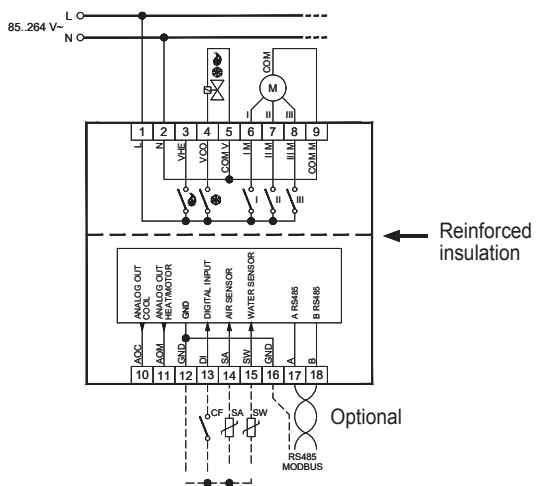 L
85..264 V~
N
COM
M
I II III
1 2 3 4 5 6 7 8 9
L
N
VHE
VCO
COM V
I M
II M
III M
COM M
I II III
Reinforced
insulation
ANALOG OUT
COOL
ANALOG OUT
HEAT/MOTOR
GND
DIGITAL INPUT
AIR SENSOR
WATER SENSOR
A RS485
B RS485
AOC
AOM
GND
DI
SA
SW
GND
A
B
10 11 12 13 14 15 16 17 18
CF SA SW
Optional
RS485
MODBUS